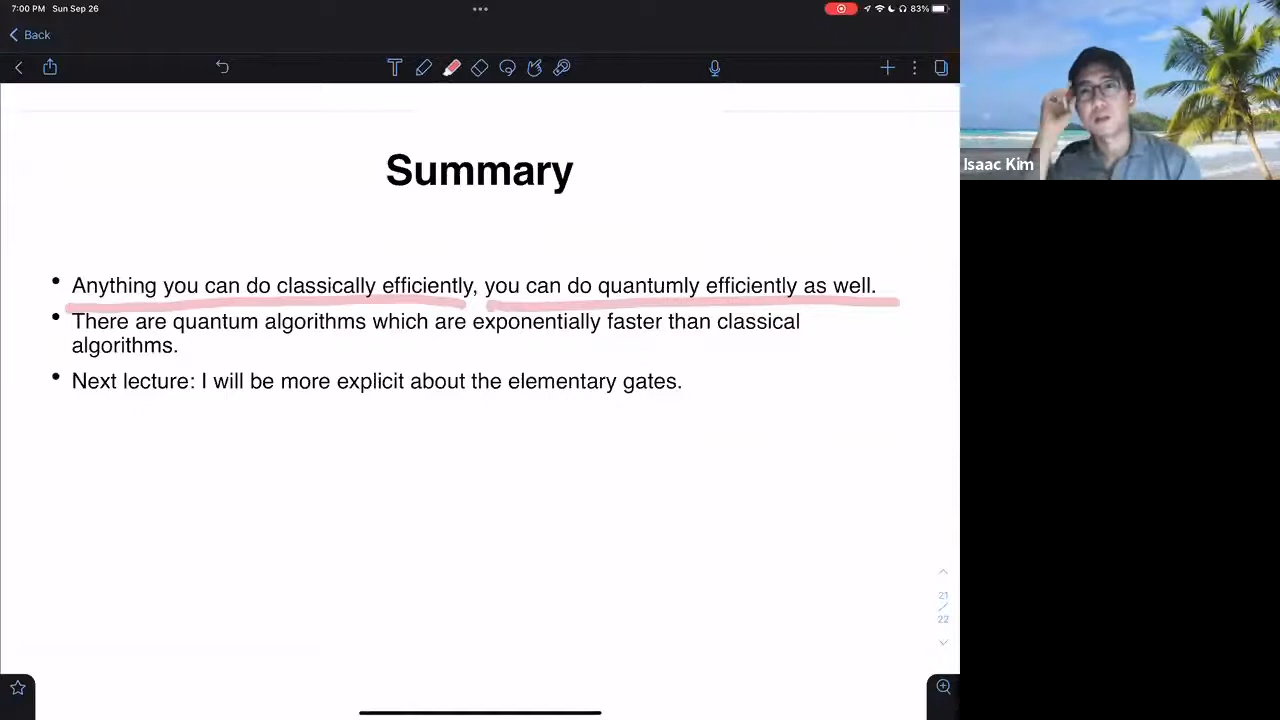 7:00 PM Sun Sep 26
83%
Back
Isaac Kim
Summary
• Anything you can do classically efficiently, you can do quantumly efficiently as well.
• There are quantum algorithms which are exponentially faster than classical
algorithms.
• Next lecture: I will be more explicit about the elementary gates.
21
/
22